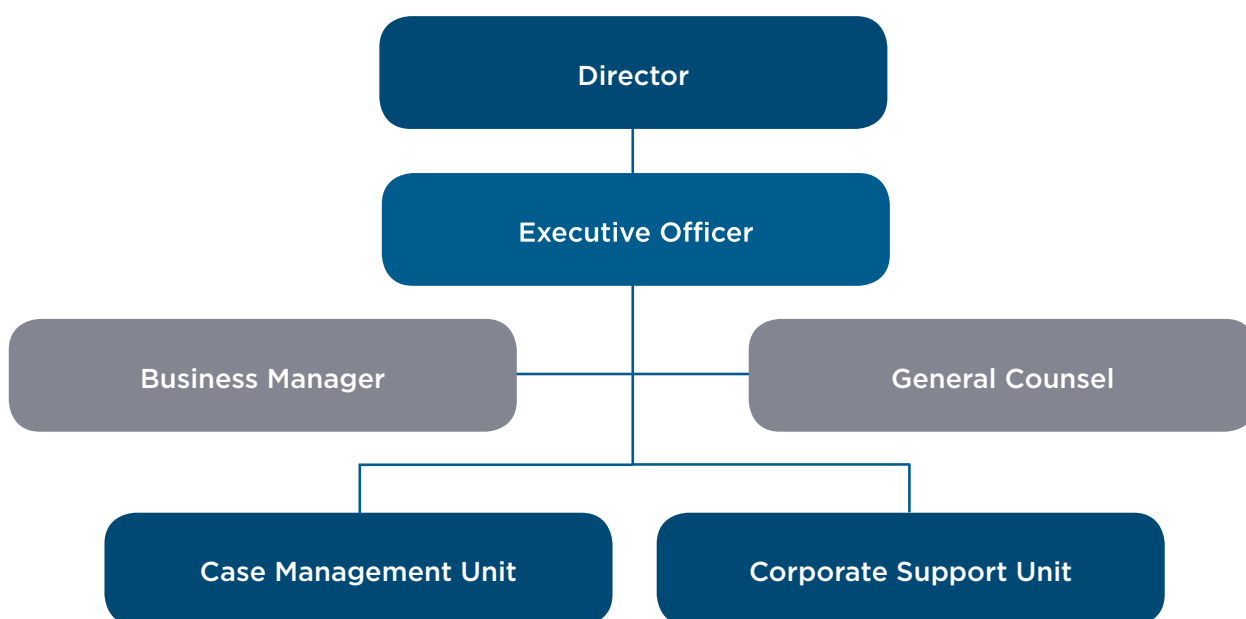 Director
Executive Officer
Business Manager
General Counsel
Case Management Unit
Corporate Support Unit